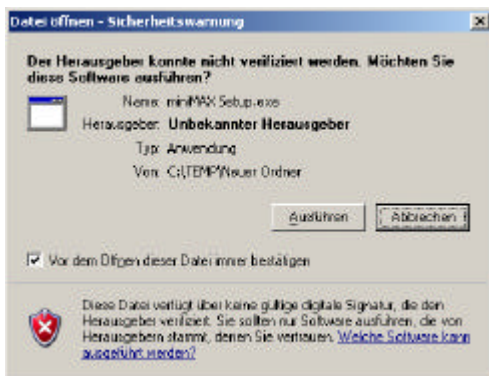 Datei öffnen - Sicherheitswarnung
Der Herausgeber konnte nicht verifiziert werden. Möchten Sie
diese Software ausführen?
Name: miniMAX Setup.exe
Herausgeber: Unbekannter Herausgeber
Typ: Anwendung
Von: C:\TEMP\Neuer Ordner
Ausführen Abbrechen
Vor dem Öffnen dieser Datei immer bestätigen
Diese Datei verfügt über keine gültige digitale Signatur, die den
Herausgeber verifiziert. Sie sollten nur Software ausführen, die von
Herausgebern stammt, denen Sie vertrauen. Welche Software kann
ausgeführt werden?